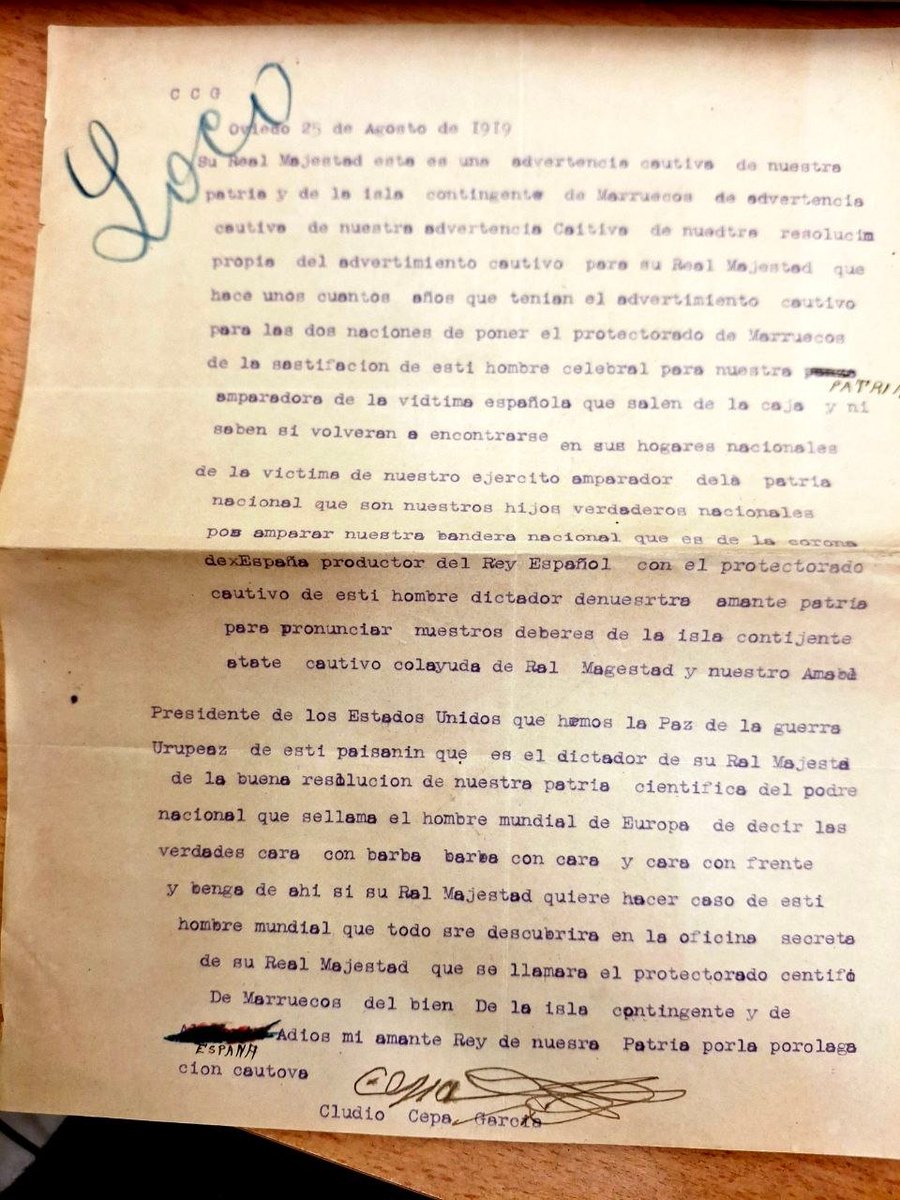 C C G
Loco
Oviedo 25 de Agosto de 1919
Su Real Majestad esta es una advertencia cautiva de nuestra
patria y de la isla contingente de Marruecos de advertencia
cautiva de nuestra advertencia Caitiva de nuedtra resolucim
propia del advertimiento cautivo para su Real Majestad que
hace unos cuantos años que tenian el advertimiento cautivo
para las dos naciones de poner el protectorado de Marruecos
de la sastifacion de esti hombre celebral para nuestra
PATRIA
amparadora de la vidtima española que salen de la caja y ni
saben si volveran a encontrarse en sus hogares nacionales
de la victima de nuestro ejercito amparador dela patria
nacional que son nuestros hijos verdaderos nacionales
pos amparar nuestra bandera nacional que es de la corona
dexEspaña productor del Rey Español con el protectorado
cautivo de esti hombre dictador denuesrtra amante patria
para pronunciar nuestros deberes de la isla contijente
atate cautivo colayuda de Ral Magestad y nuestro Amabl
Presidente de los Estados Unidos que hemos la Paz de la guerra
Urupeaz de esti paisanin que es el dictador de su Ral Majesta
de la buena resilucion de nuestra patria cientifica del podre
nacional que sellama el hombre mundial de Europa de decir las
verdades cara con barba barba con cara y cara con frente
y benga de ahi si su Ral Majestad quiere hacer caso de esti
hombre mundial que todo sre descubrira en la oficina secreta
de su Real Majestad que se llamara el protectorado centifi
De Marruecos del bien De la isla contingente y de
ESPAÑA Adios mi amante Rey de nuesra Patria porla porolaga
cion cautova
Cepa
Cludio Cepa García